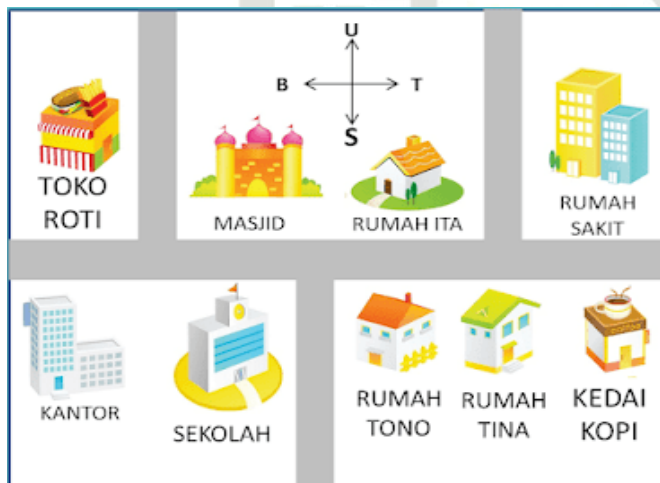 U
B
T
S
TOKO
ROTI
MASJID
RUMAH ITA
RUMAH
SAKIT
KANTOR
SEKOLAH
RUMAH
TONO
RUMAH
TINA
KEDAI
KOPI